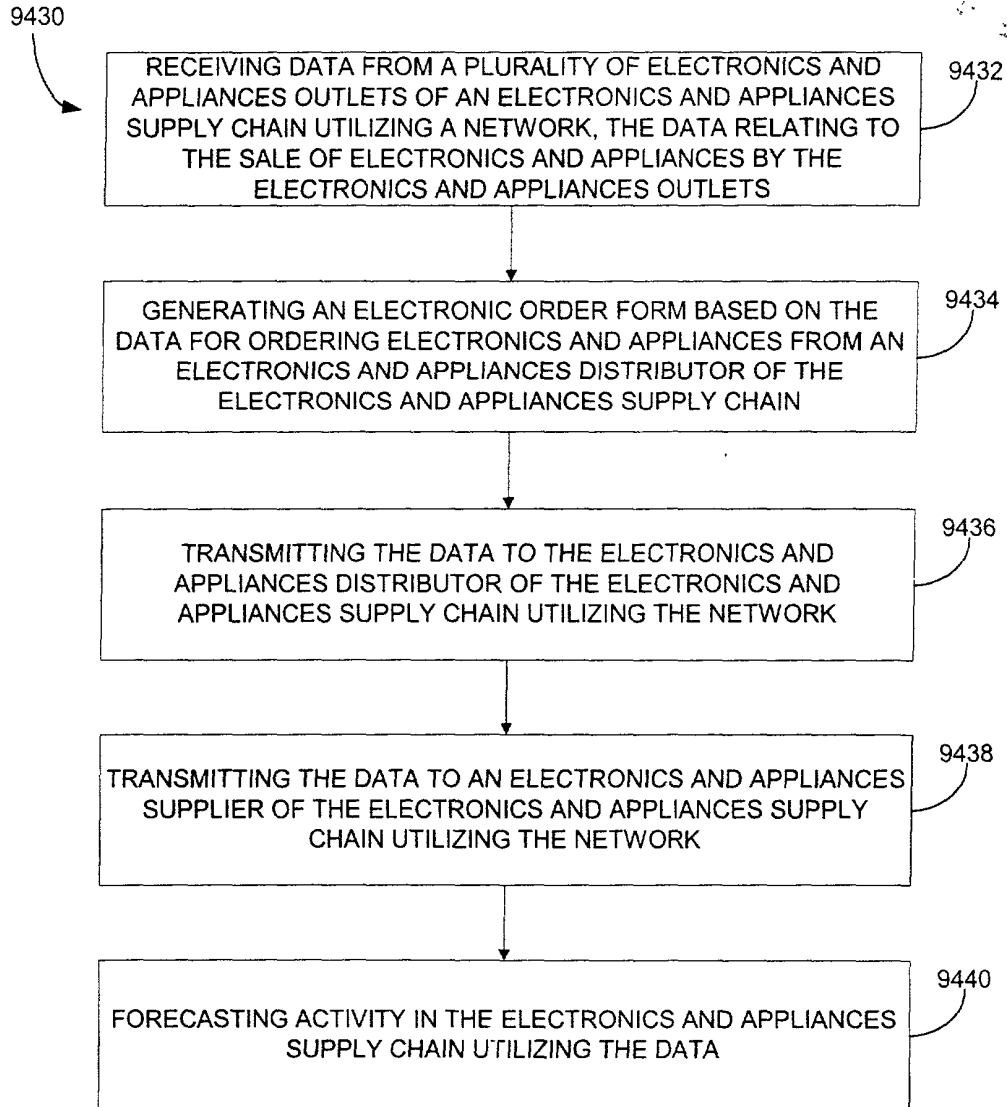 9430
RECEIVING DATA FROM A PLURALITY OF ELECTRONICS AND
APPLIANCES OUTLETS OF AN ELECTRONICS AND APPLIANCES
SUPPLY CHAIN UTILIZING A NETWORK, THE DATA RELATING TO
THE SALE OF ELECTRONICS AND APPLIANCES BY THE
ELECTRONICS AND APPLIANCES OUTLETS
9432
GENERATING AN ELECTRONIC ORDER FORM BASED ON THE
DATA FOR ORDERING ELECTRONICS AND APPLIANCES FROM AN
ELECTRONICS AND APPLIANCES DISTRIBUTOR OF THE
ELECTRONICS AND APPLIANCES SUPPLY CHAIN
9434
TRANSMITTING THE DATA TO THE ELECTRONICS AND
APPLIANCES DISTRIBUTOR OF THE ELECTRONICS AND
APPLIANCES SUPPLY CHAIN UTILIZING THE NETWORK
9436
TRANSMITTING THE DATA TO AN ELECTRONICS AND APPLIANCES
SUPPLIER OF THE ELECTRONICS AND APPLIANCES SUPPLY
CHAIN UTILIZING THE NETWORK
9438
FORECASTING ACTIVITY IN THE ELECTRONICS AND APPLIANCES
SUPPLY CHAIN UTILIZING THE DATA
9440